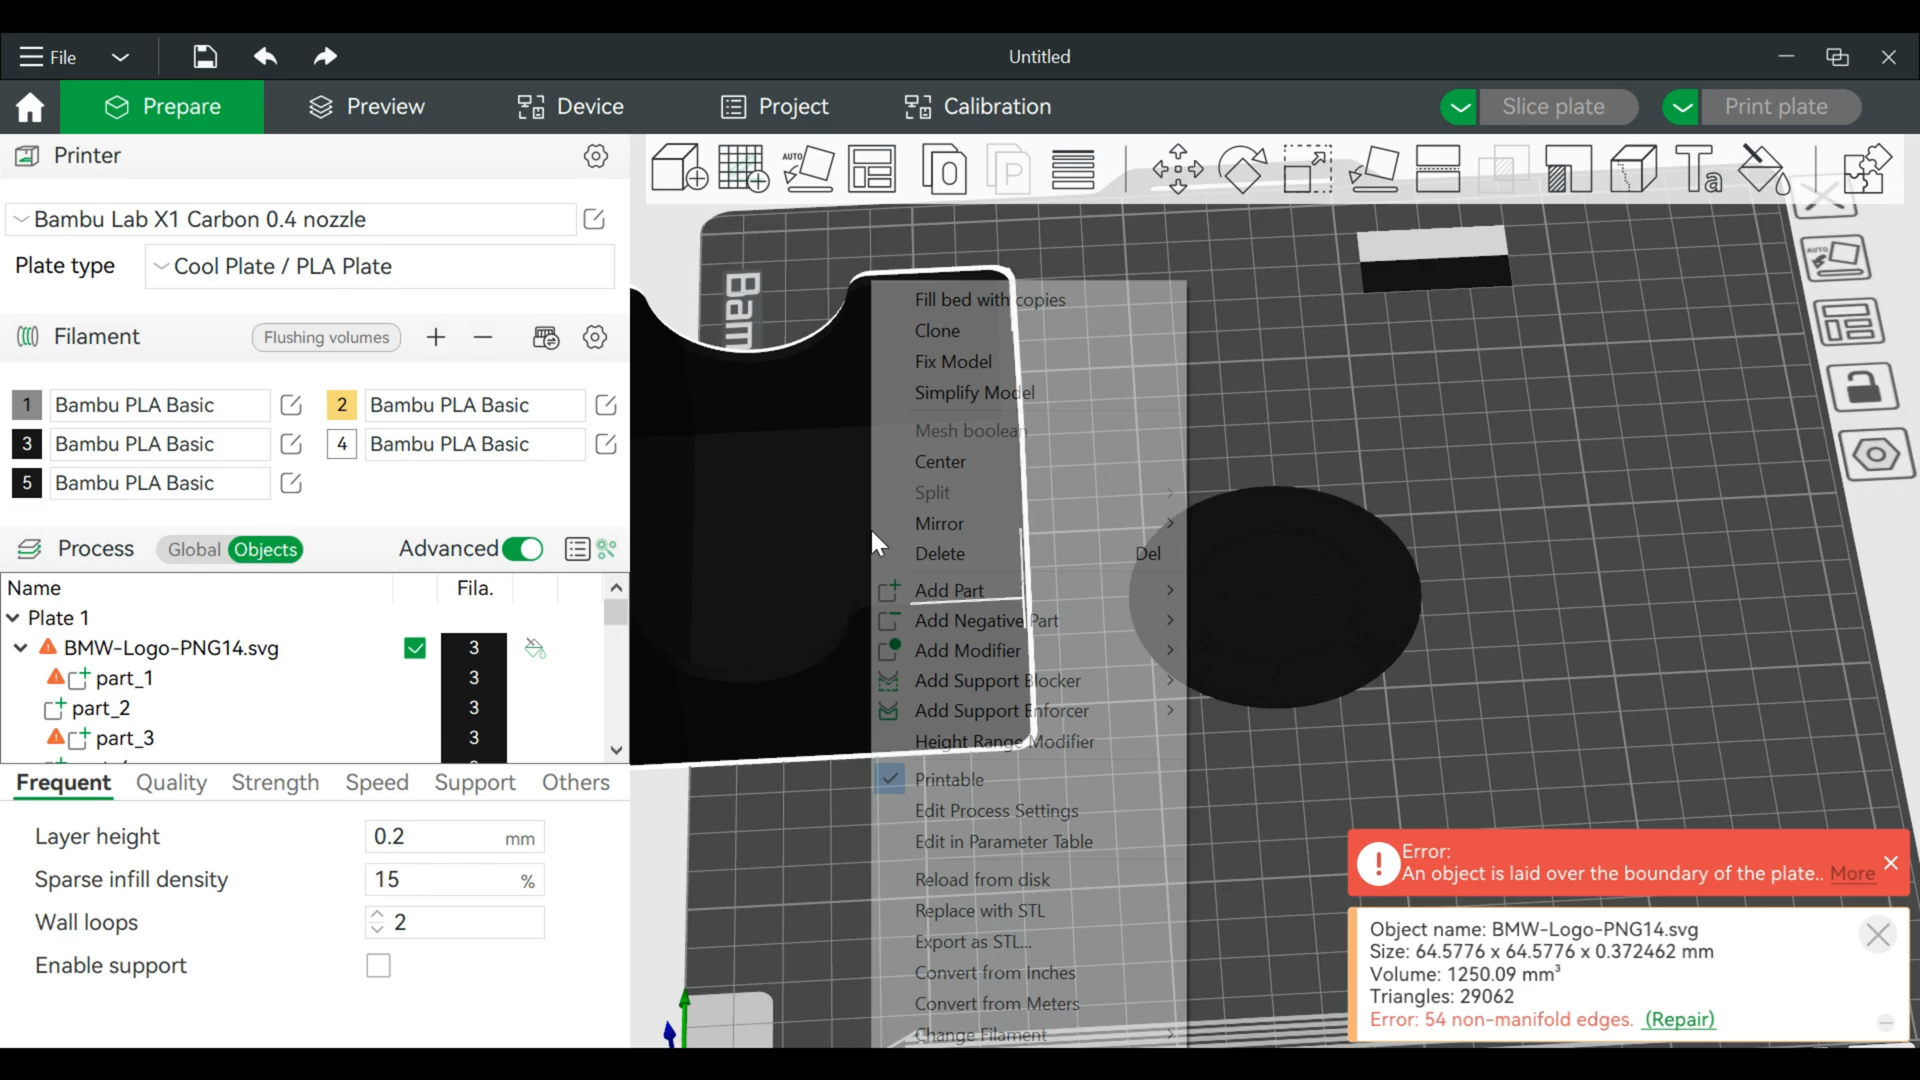 File
Untitled
Prepare
Preview
Device
Project
Calibration
Slice plate
Print plate
Printer
Bambu Lab X1 Carbon 0.4 nozzle
Plate type
Cool Plate / PLA Plate
Filament
Flushing volumes
1 Bambu PLA Basic
2 Bambu PLA Basic
3 Bambu PLA Basic
4 Bambu PLA Basic
5 Bambu PLA Basic
Process
Global
Objects
Advanced
Name
Fila.
Plate 1
BMW-Logo-PNG14.svg 3
part_1 3
part_2 3
part_3 3
Frequent
Quality
Strength
Speed
Support
Others
Layer height 0.2 mm
Sparse infill density 15 %
Wall loops 2
Enable support
AUTO
0
P
Ta
Bam
AUTO
Fill bed with copies
Clone
Fix Model
Simplify Model
Mesh boolean
Center
Split
Mirror
Delete Del
Add Part
Add Negative Part
Add Modifier
Add Support Blocker
Add Support Enforcer
Height Range Modifier
Printable
Edit Process Settings
Edit in Parameter Table
Reload from disk
Replace with STL
Export as STL...
Convert from Inches
Convert from Meters
Change Filament
Error:
An object is laid over the boundary of the plate.. More
Object name: BMW-Logo-PNG14.svg
Size: 64.5776 x 64.5776 x 0.372462 mm
Volume: 1250.09 mm³
Triangles: 29062
Error: 54 non-manifold edges. (Repair)